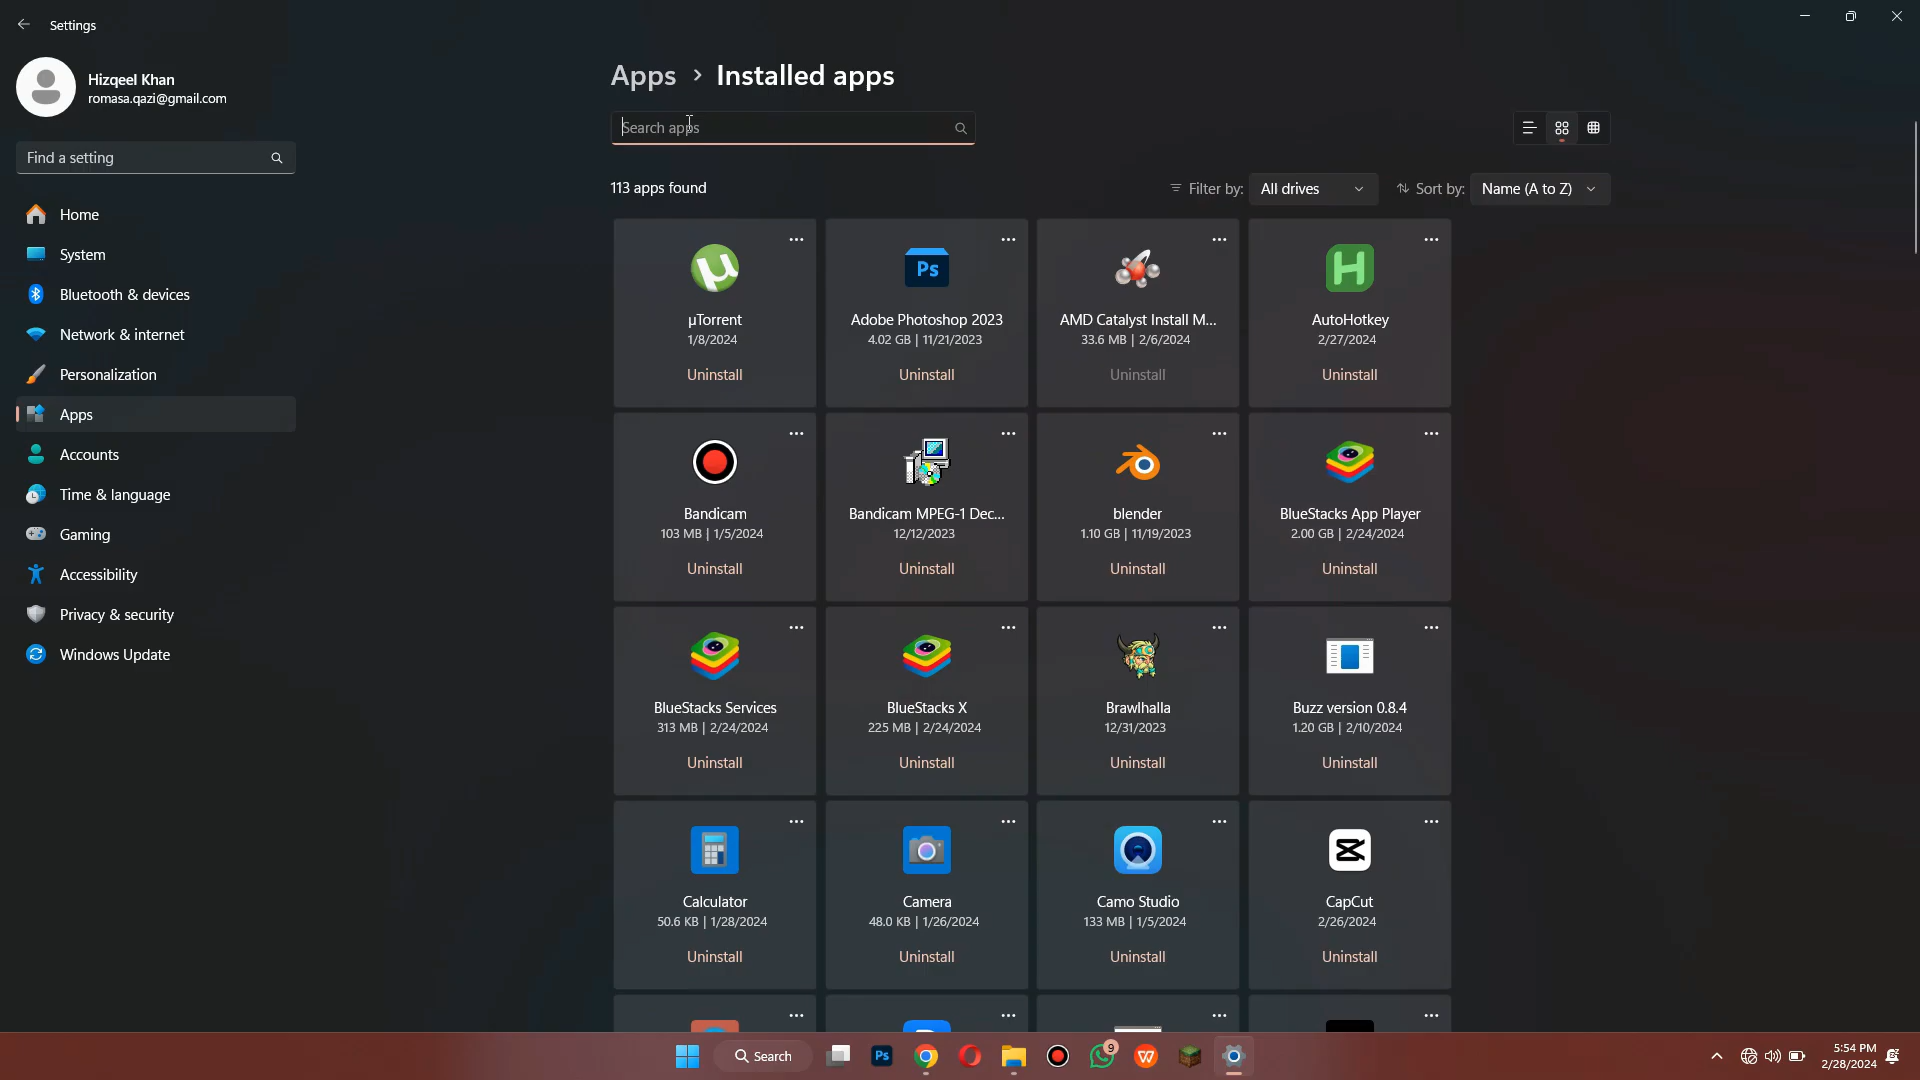 Settings
Hizqeel Khan
romasa.qazi@gmail.com
Find a setting
Home
System
Bluetooth & devices
Network & internet
Personalization
Apps
Accounts
Time & language
Gaming
Accessibility
Privacy & security
Windows Update
Apps > Installed apps
Search apps
113 apps found
Filter by: All drives
Sort by: Name (A to Z)
µTorrent
1/8/2024
Uninstall
Ps
Adobe Photoshop 2023
4.02 GB | 11/21/2023
Uninstall
AMD Catalyst Install M...
33.6 MB | 2/6/2024
Uninstall
H
AutoHotkey
2/27/2024
Uninstall
Bandicam
103 MB | 1/5/2024
Uninstall
Bandicam MPEG-1 Dec...
12/12/2023
Uninstall
blender
1.10 GB | 11/19/2023
Uninstall
BlueStacks App Player
2.00 GB | 2/24/2024
Uninstall
BlueStacks Services
313 MB | 2/24/2024
Uninstall
BlueStacks X
225 MB | 2/24/2024
Uninstall
Brawlhalla
12/31/2023
Uninstall
Buzz version 0.8.4
1.20 GB | 2/10/2024
Uninstall
Calculator
50.6 KB | 1/28/2024
Uninstall
Camera
48.0 KB | 1/26/2024
Uninstall
Camo Studio
133 MB | 1/5/2024
Uninstall
CapCut
2/26/2024
Uninstall
Search
Ps
9
5:54 PM
2/28/2024